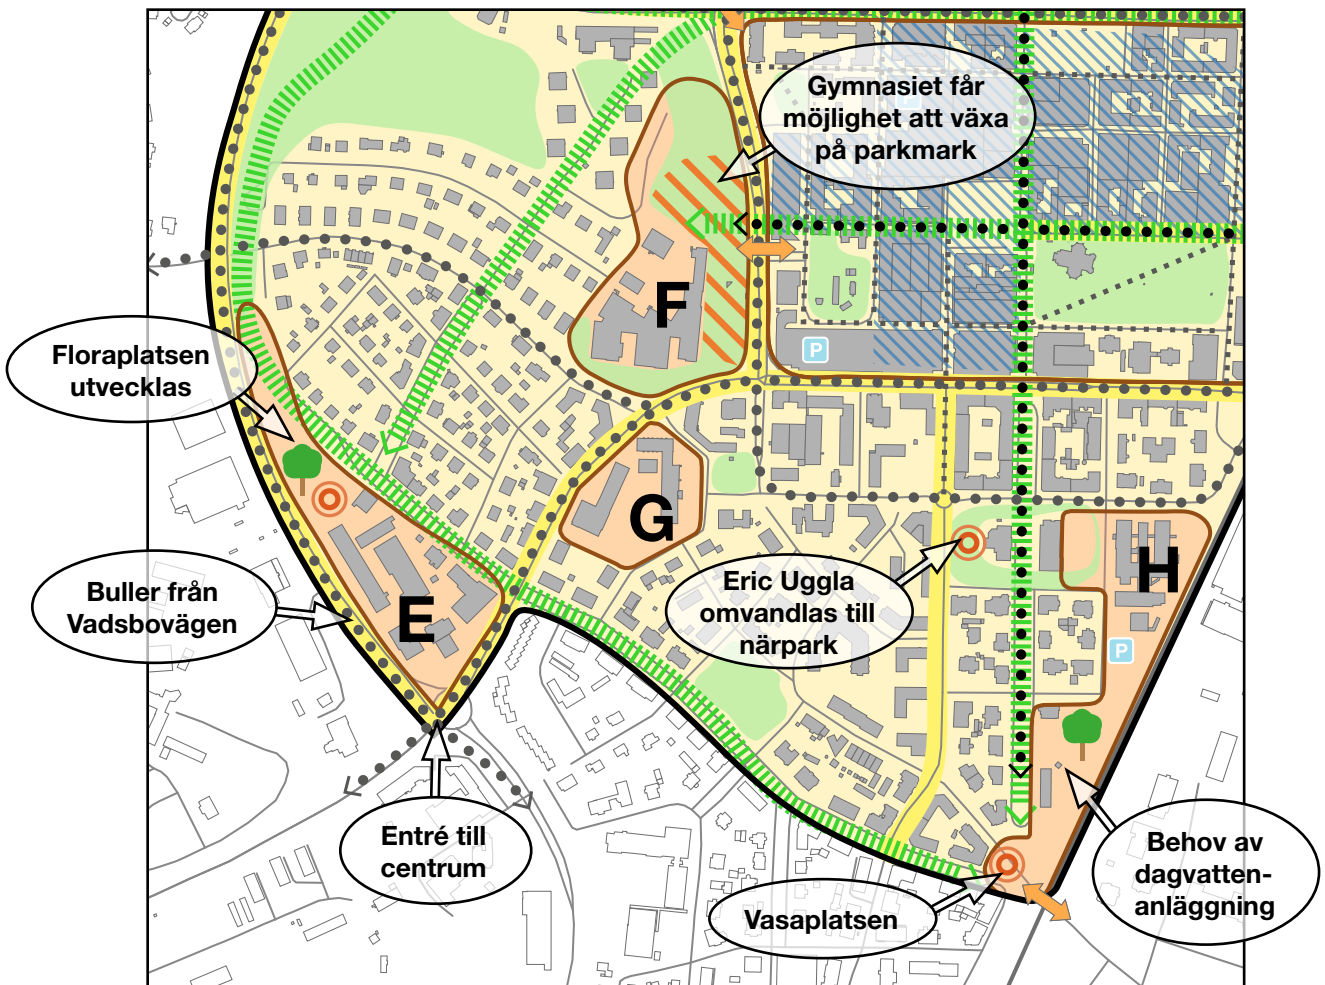 Gymnasiet får
möjlighet att växa
på parkmark
F
P
Floraplatsen
utvecklas
G
H
Eric Uggla
omvandlas till
närpark
Buller från
Vadsbovägen
E
P
Entré till
centrum
Vasaplatsen
Behov av
dagvatten-
anläggning